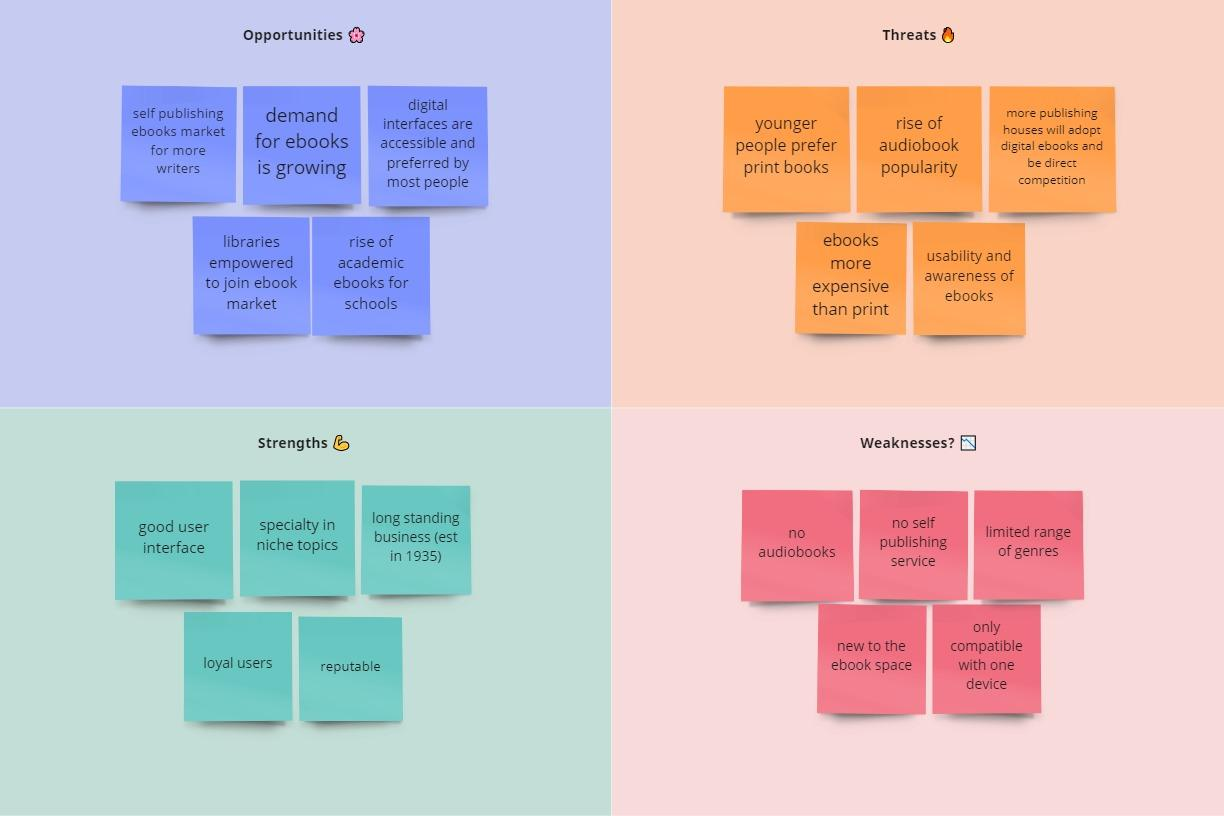 Opportunities 🌸
self publishing
ebooks market
for more
writers
demand
for ebooks
is growing
digital
interfaces are
accessible and
preferred by
most people
libraries
empowered
to join ebook
market
rise of
academic
ebooks for
schools
Threats 🔥
younger
people prefer
print books
rise of
audiobook
popularity
more publishing
houses will adopt
digital ebooks and
be direct
competition
ebooks
more
expensive
than print
usability and
awareness of
ebooks
Strengths 💪
good user
interface
specialty in
niche topics
long standing
business (est
in 1935)
loyal users
reputable
Weaknesses? 📉
no
audiobooks
no self
publishing
service
limited range
of genres
new to the
ebook space
only
compatible
with one
device